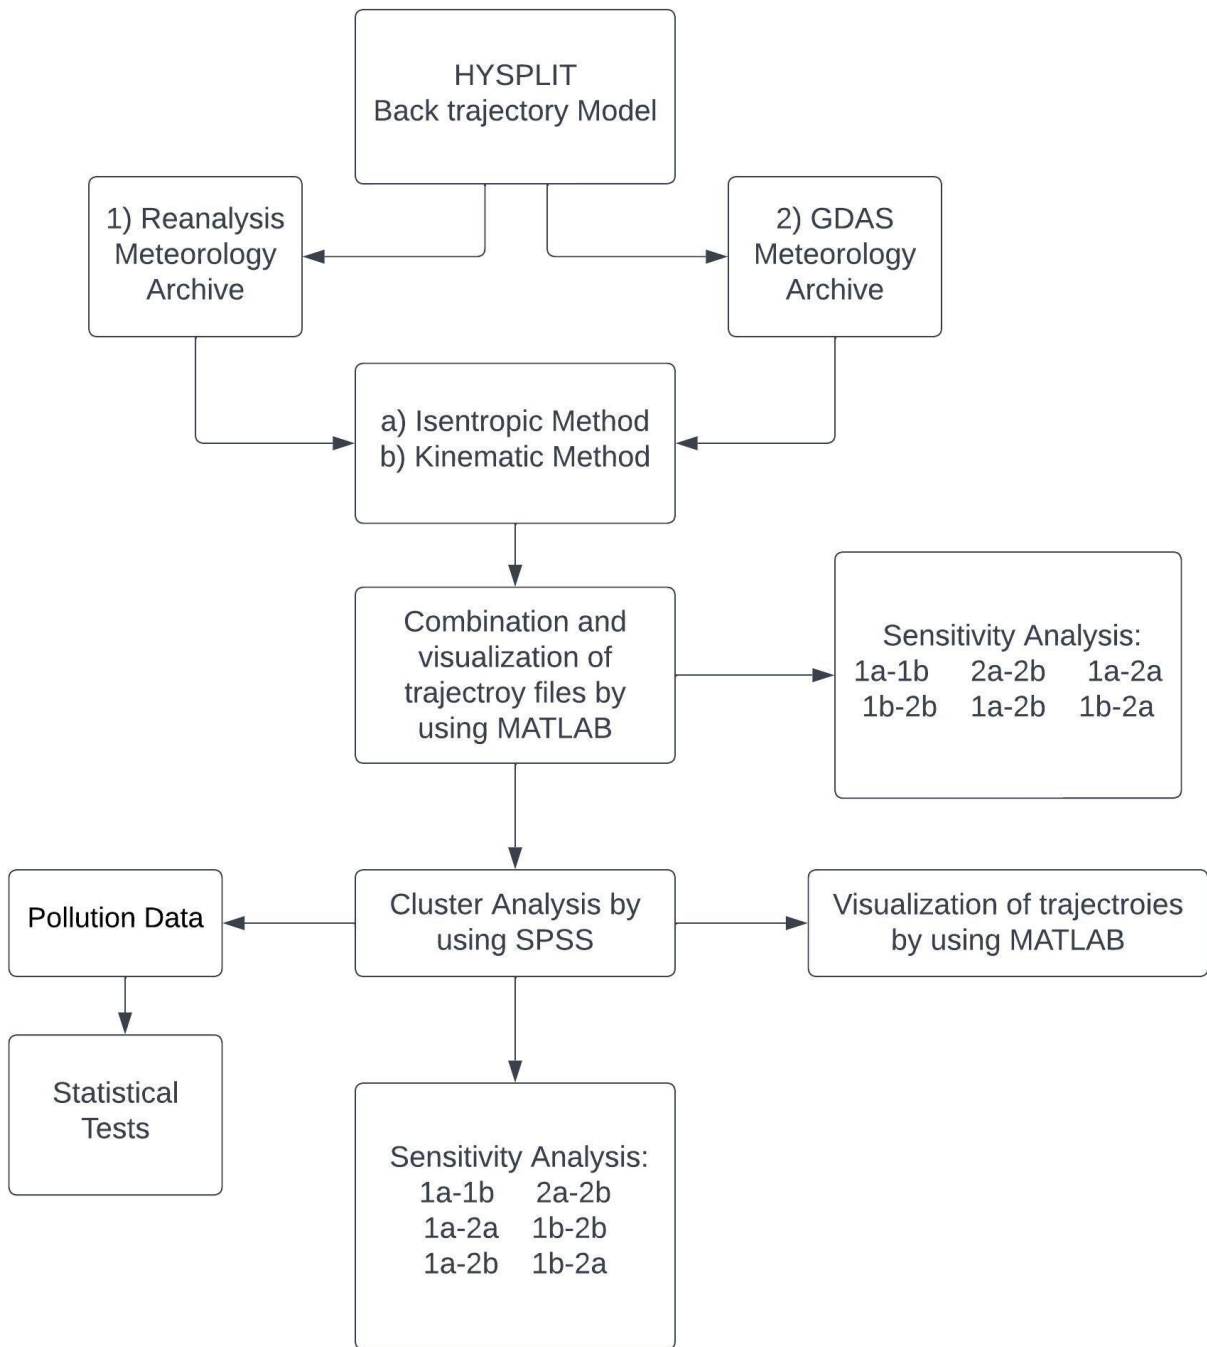 HYSPLIT
Back trajectory Model
1) Reanalysis
Meteorology
Archive
2) GDAS
Meteorology
Archive
a) Isentropic Method
b) Kinematic Method
Combination and
visualization of
trajectroy files by
using MATLAB
Sensitivity Analysis:
1a-1b 2a-2b 1a-2a
1b-2b 1a-2b 1b-2a
Pollution Data
Cluster Analysis by
using SPSS
Visualization of trajectroies
by using MATLAB
Statistical
Tests
Sensitivity Analysis:
1a-1b 2a-2b
1a-2a 1b-2b
1a-2b 1b-2a